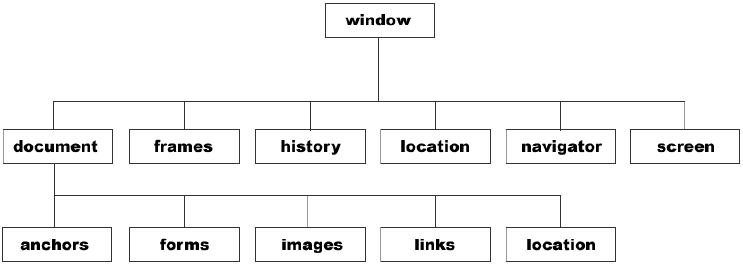 window
document frames history location navigator screen
anchors forms images links location